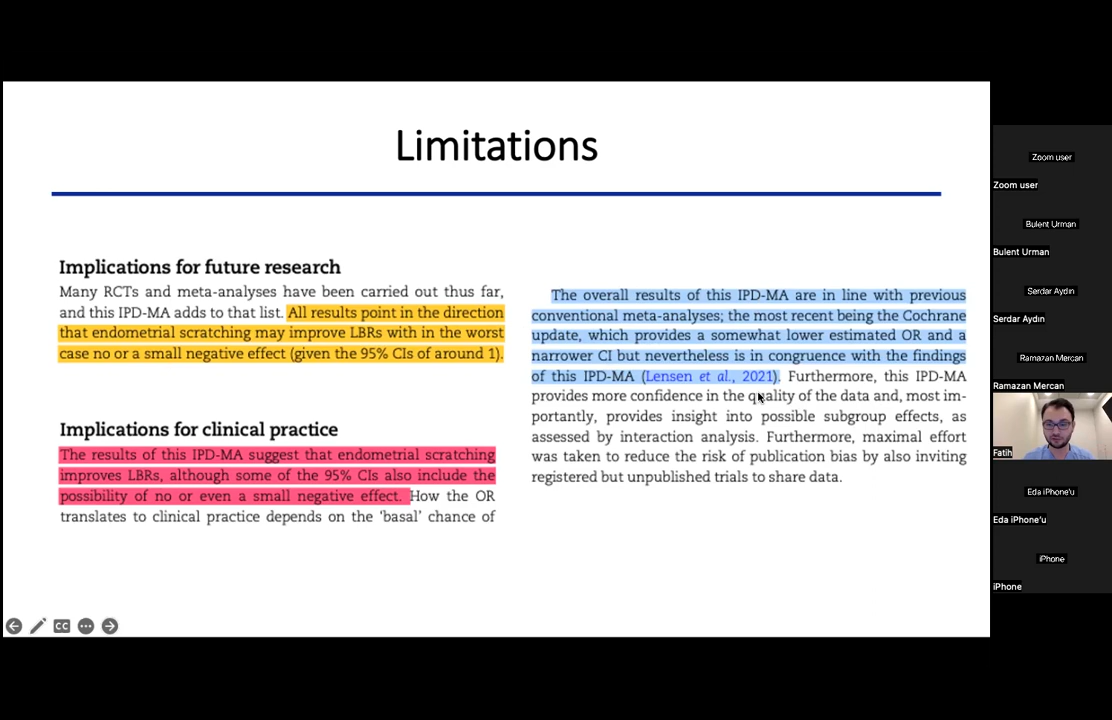 Limitations
Implications for future research
Many RCTs and meta-analyses have been carried out thus far,
and this IPD-MA adds to that list. All results point in the direction
that endometrial scratching may improve LBRs with in the worst
case no or a small negative effect (given the 95% CIs of around 1).
Implications for clinical practice
The results of this IPD-MA suggest that endometrial scratching
improves LBRs, although some of the 95% CIs also include the
possibility of no or even a small negative effect. How the OR
translates to clinical practice depends on the ‘basal’ chance of
The overall results of this IPD-MA are in line with previous
conventional meta-analyses; the most recent being the Cochrane
update, which provides a somewhat lower estimated OR and a
narrower CI but nevertheless is in congruence with the findings
of this IPD-MA (Lensen et al., 2021). Furthermore, this IPD-MA
provides more confidence in the quality of the data and, most im-
portantly, provides insight into possible subgroup effects, as
assessed by interaction analysis. Furthermore, maximal effort
was taken to reduce the risk of publication bias by also inviting
registered but unpublished trials to share data.
CC
Zoom user
Zoom user
Bulent Urman
Bulent Urman
Serdar Aydın
Serdar Aydın
Ramazan Mercan
Ramazan Mercan
Fatih
Eda iPhone'u
Eda iPhone'u
iPhone
iPhone